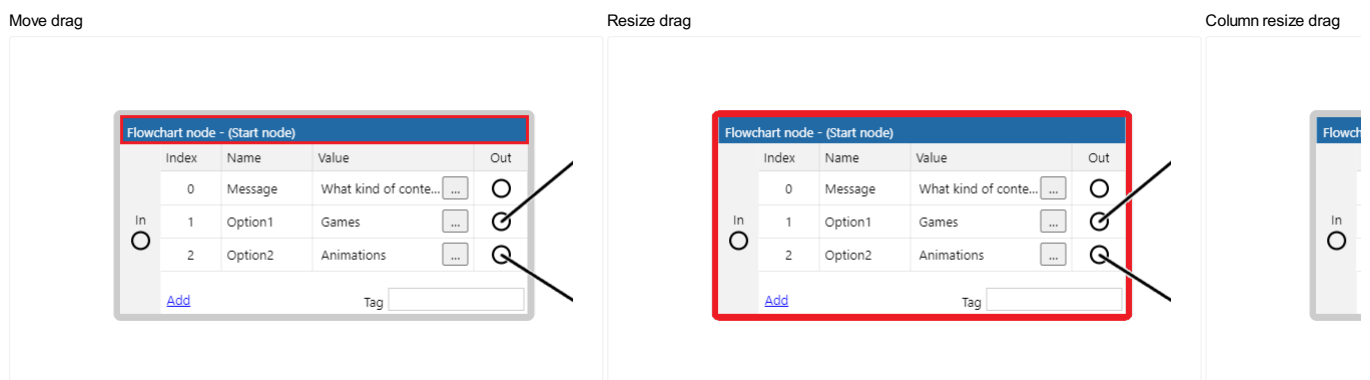 Move drag
Resize drag
Column resize drag
Flowchart node - (Start node)
Index Name Value Out
0 Message What kind of conte... ...
In
1 Option1 Games ...
2 Option2 Animations ...
Add Tag
Flowchart node - (Start node)
Index Name Value Out
0 Message What kind of conte... ...
In
1 Option1 Games ...
2 Option2 Animations ...
Add Tag
Flowch
In